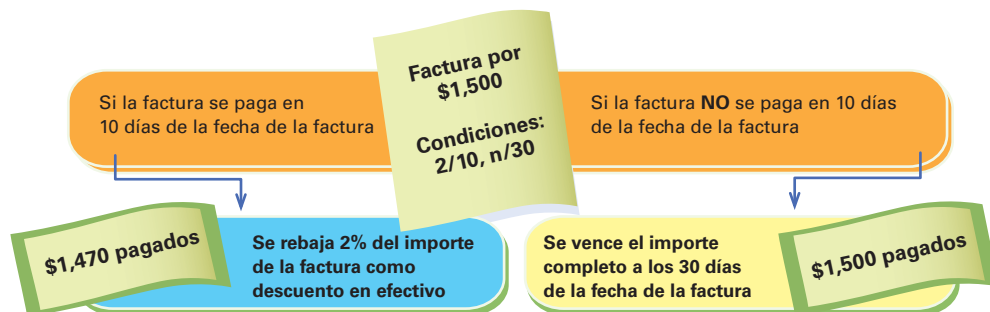 Factura por
$1,500
Condiciones:
2/10, n/30
Si la factura se paga en
10 días de la fecha de la factura
Si la factura NO se paga en 10 días
de la fecha de la factura
$1,470 pagados
Se rebaja 2% del importe
de la factura como
descuento en efectivo
Se vence el importe
completo a los 30 días
de la fecha de la factura
$1,500 pagados